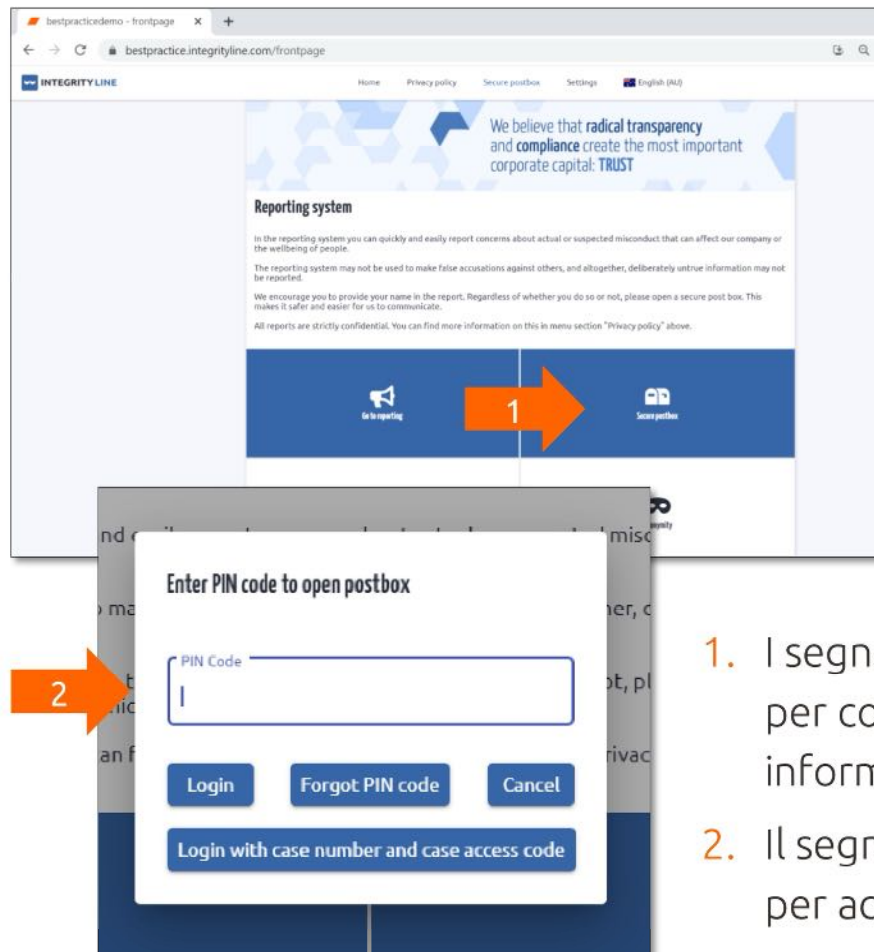 bestpracticedemo - frontpage
bestpractice.integrityline.com/frontpage
INTEGRITY LINE
Home Privacy policy Secure postbox Settings English (AU)
We believe that radical transparency
and compliance create the most important
corporate capital: TRUST
Reporting system
In the reporting system you can quickly and easily report concerns about actual or suspected misconduct that can affect our company or
the wellbeing of people.
The reporting system may not be used to make false accusations against others, and altogether, deliberately untrue information may not
be reported.
We encourage you to provide your name in the report. Regardless of whether you do so or not, please open a secure post box. This
makes it safer and easier for us to communicate.
All reports are strictly confidential. You can find more information on this in menu section "Privacy policy" above.
Go to reporting
1
Secure postbox
Enter PIN code to open postbox
2
PIN Code
Login Forgot PIN code Cancel
Login with case number and case access code
1. I segn
per co
inform
2. Il segn
per ac